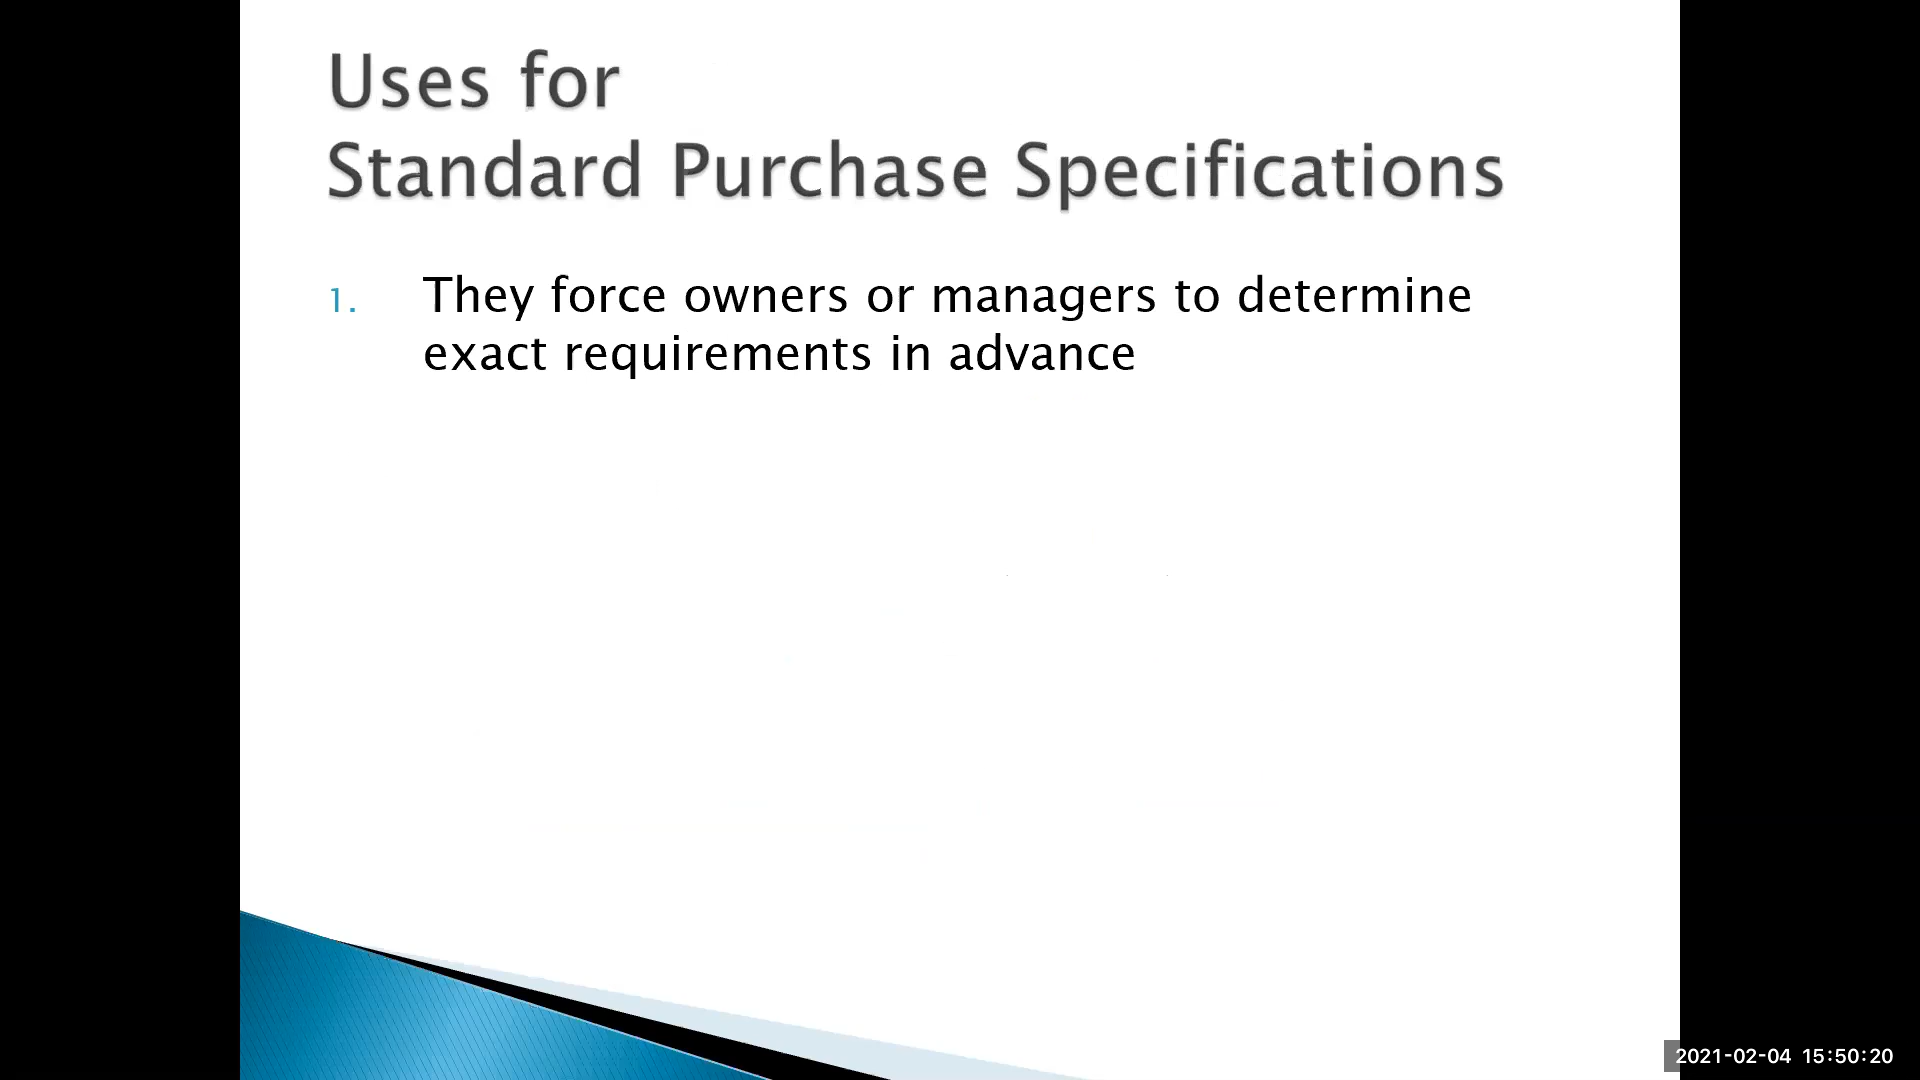 Uses for
Standard Purchase Specifications
1. They force owners or managers to determine
exact requirements in advance
2021-02-04 15:50:20